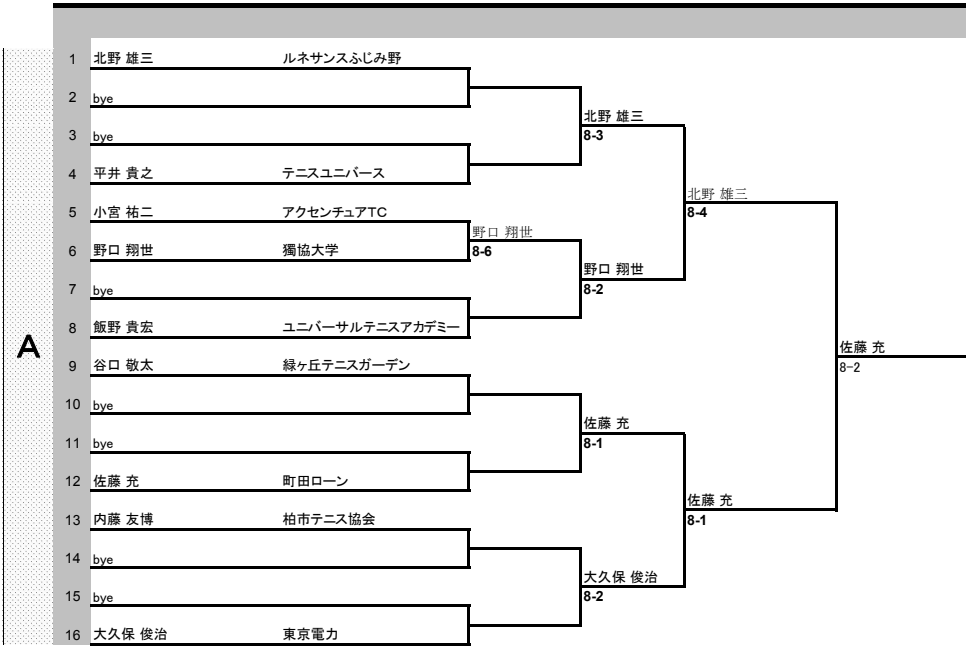 A
1 北野 雄三 ルネサンスふじみ野
2 bye
北野 雄三
8-3
3 bye
4 平井 貴之 テニスユニバース
北野 雄三
8-4
5 小宮 祐二 アクセンチュアTC
野口 翔世
8-6
6 野口 翔世 獨協大学
野口 翔世
8-2
7 bye
8 飯野 貴宏 ユニバーサルテニスアカデミー
佐藤 充
8-2
9 谷口 敬太 緑ヶ丘テニスガーデン
10 bye
佐藤 充
8-1
11 bye
12 佐藤 充 町田ローン
佐藤 充
8-1
13 内藤 友博 柏市テニス協会
14 bye
大久保 俊治
8-2
15 bye
16 大久保 俊治 東京電力